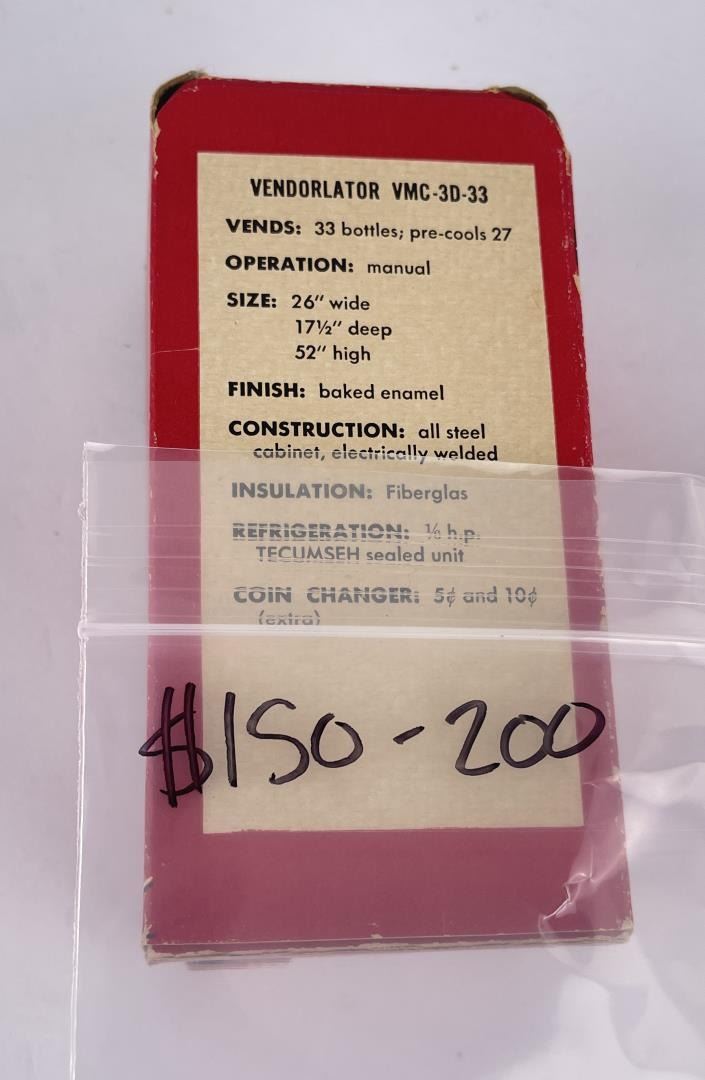 VENDORLATOR VMC-3D-33
VENDS: 33 bottles; pre-cools 27
OPERATION: manual
SIZE: 26" wide
17½" deep
52" high
FINISH: baked enamel
CONSTRUCTION: all steel
cabinet, electrically welded
INSULATION: Fiberglas
REFRIGERATION: ⅛ h.p.
TECUMSEH sealed unit
COIN CHANGER: 5¢ and 10¢
(extra)
$150-200